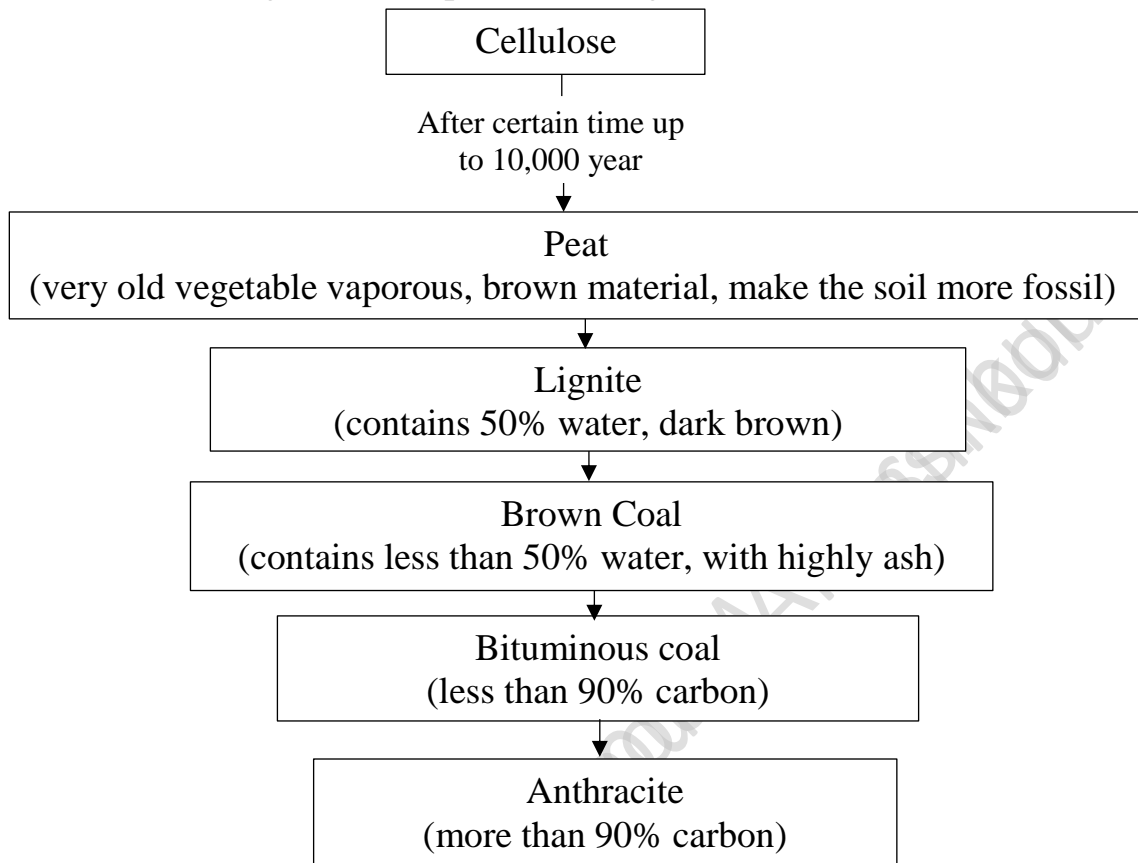 Cellulose
After certain time up
to 10,000 year
Peat
(very old vegetable vaporous, brown material, make the soil more fossil)
Lignite
(contains 50% water, dark brown)
Brown Coal
(contains less than 50% water, with highly ash)
Bituminous coal
(less than 90% carbon)
Anthracite
(more than 90% carbon)